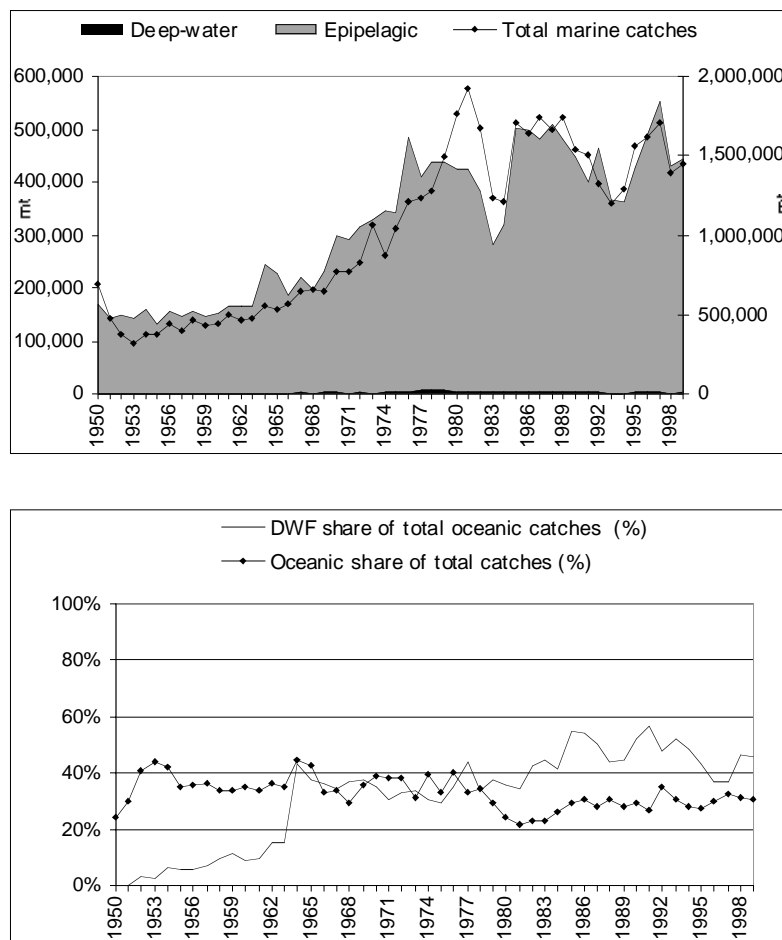 Deep-water Epipelagic Total marine catches
600,000 2,000,000
500,000
1,500,000
400,000
mt mt
300,000 1,000,000
200,000
500,000
100,000
0 0
1950 1953 1956 1959 1962 1965 1968 1971 1974 1977 1980 1983 1986 1989 1992 1995 1998
DWF share of total oceanic catches (%)
Oceanic share of total catches (%)
100%
80%
60%
40%
20%
0%
1950 1953 1956 1959 1962 1965 1968 1971 1974 1977 1980 1983 1986 1989 1992 1995 1998